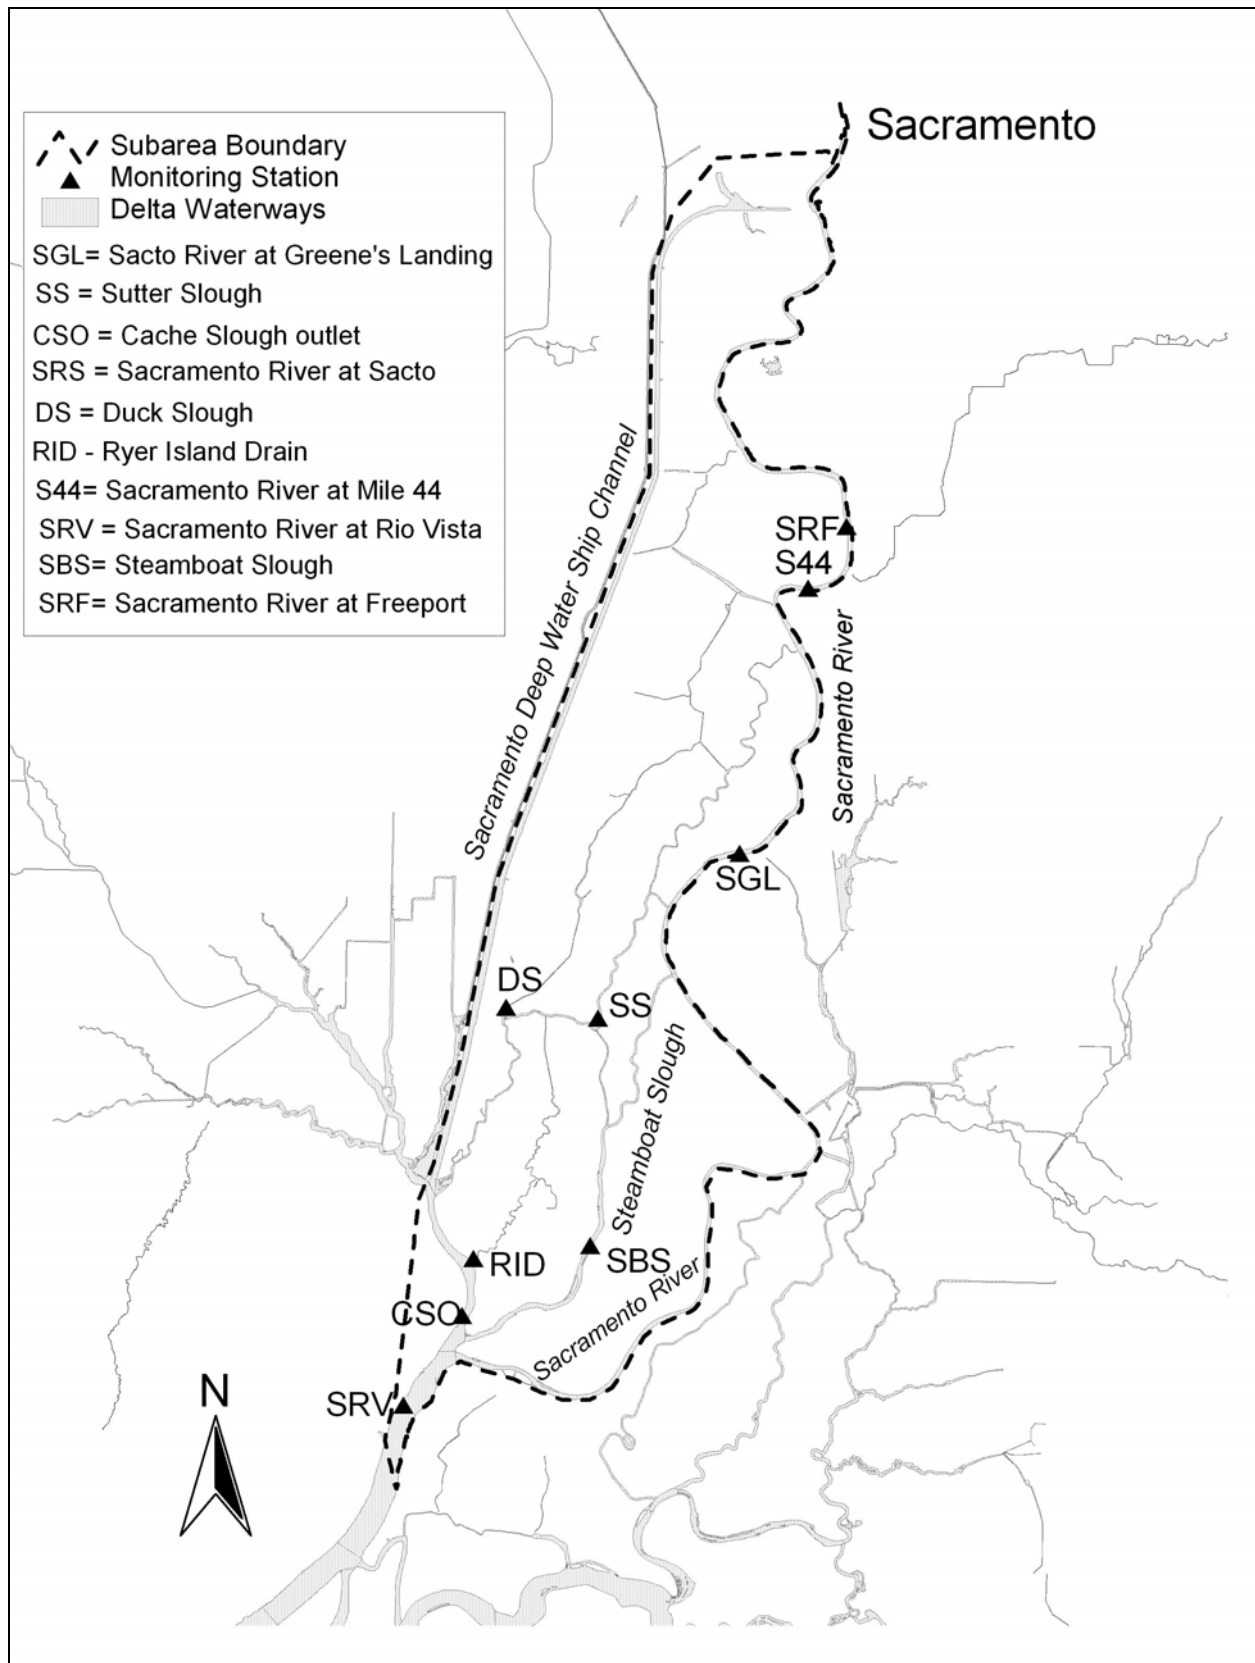 Sacramento
Subarea Boundary
Monitoring Station
Delta Waterways
SGL= Sacto River at Greene's Landing
SS = Sutter Slough
CSO = Cache Slough outlet
SRS = Sacramento River at Sacto
DS = Duck Slough
RID - Ryer Island Drain
S44= Sacramento River at Mile 44
SRV = Sacramento River at Rio Vista
SBS= Steamboat Slough
SRF= Sacramento River at Freeport
Sacramento Deep Water Ship Channel
SRF
S44
Sacramento River
SGL
DS
SS
Steamboat Slough
RID
SBS
CSO
Sacramento River
SRV
N